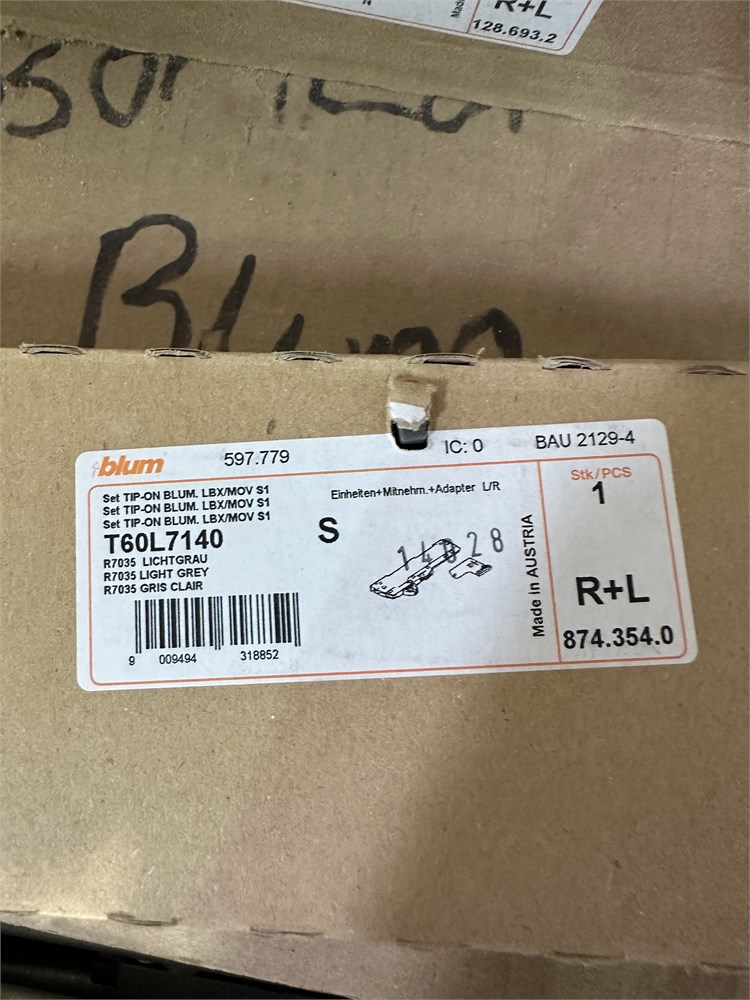 R+L
128.693.2
Blum
blum
597.779
IC: 0
BAU 2129-4
Set TIP-ON BLUM. LBX/MOV S1
Set TIP-ON BLUM. LBX/MOV S1
Set TIP-ON BLUM. LBX/MOV S1
T60L7140
R7035 LICHTGRAU
R7035 LIGHT GREY
R7035 GRIS CLAIR
9 009494 318852
S
Einheiten+Mitnehm.+Adapter L/R
Made in AUSTRIA
Stk/PCS
1
R+L
874.354.0